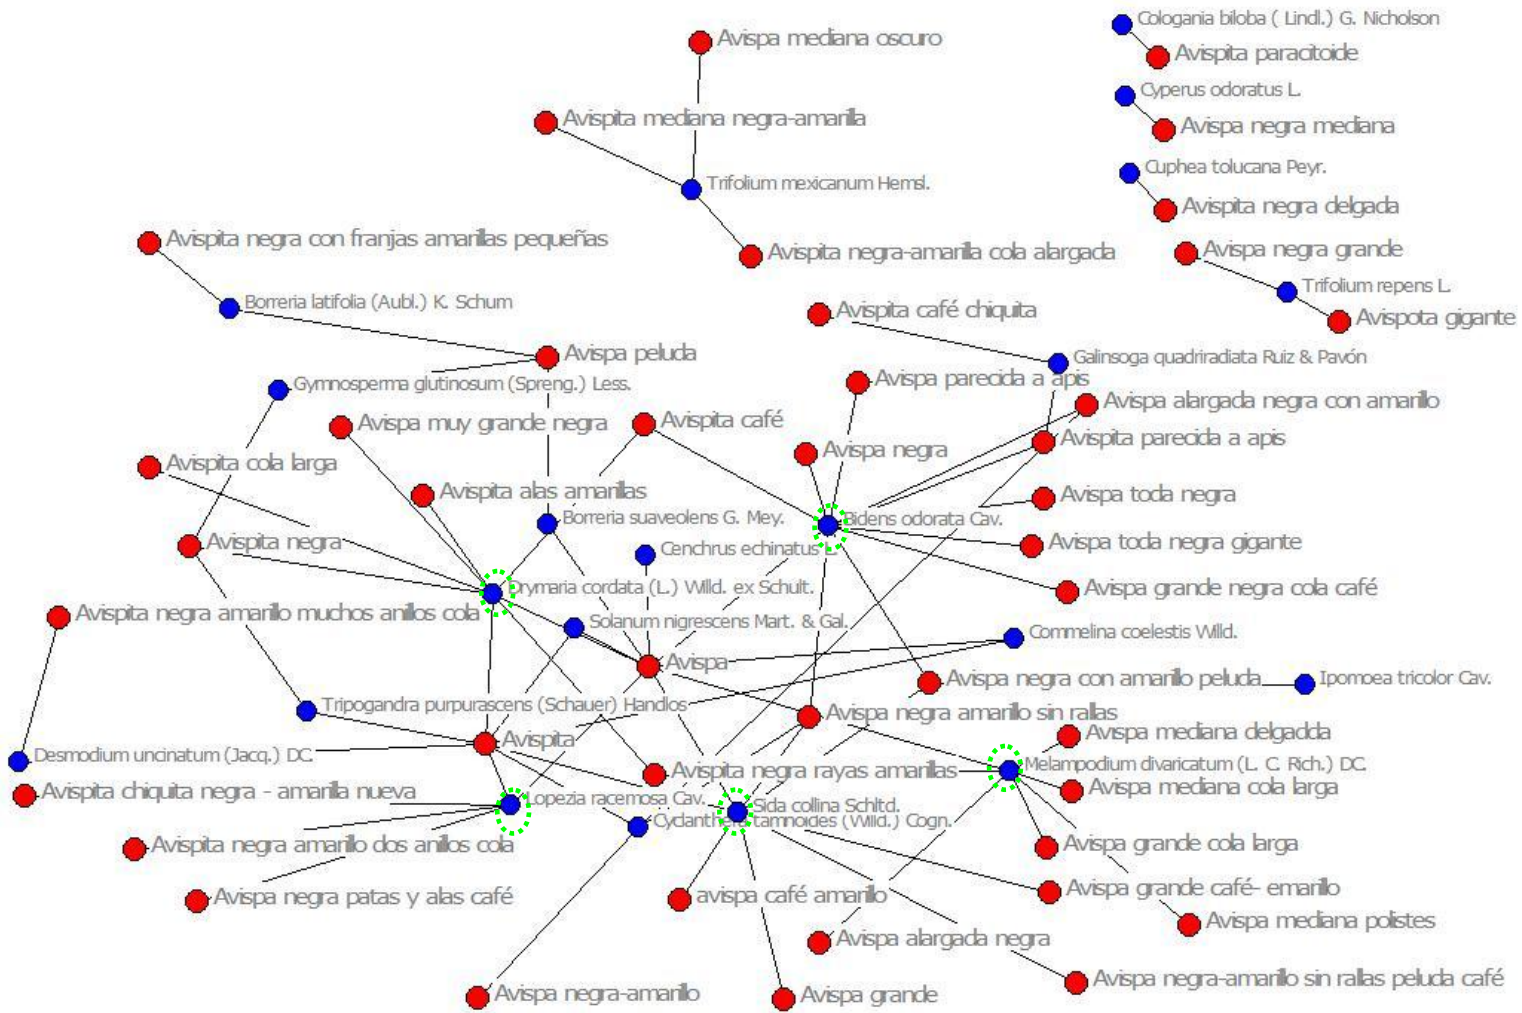 Cologania biloba ( Lindl.) G. Nicholson
Avispa mediana oscuro
Avispita paracitoide
Cyperus odoratus L.
Avispita mediana negra-amarilla
Avispa negra mediana
Cuphea tolucana Peyr.
Trifolium mexicanum Hemsl.
Avispita negra delgada
Avispita negra con franjas amarillas pequeñas
Avispita negra-amarilla cola alargada
Avispa negra grande
Trifolium repens L.
Borreria latifolia (Aubl.) K. Schum
Avispita café chiquita
Avispota gigante
Avispa peluda
Galinsoga quadriradiata Ruiz & Pavón
Gymnosperma glutinosum (Spreng.) Less.
Avispa parecida a apis
Avispa alargada negra con amarillo
Avispa muy grande negra
Avispita café
Avispita parecida a apis
Avispa negra
Avispita cola larga
Avispita alas amarillas
Avispa toda negra
Borreria suaveolens G. Mey.
Bidens odorata Cav.
Avispita negra
Cenchrus echinatus L.
Avispa toda negra gigante
Drymaria cordata (L.) Willd. ex Schult.
Avispa grande negra cola café
Avispita negra amarillo muchos anillos cola
Solanum nigrescens Mart. & Gal.
Commelina coelestis Willd.
Avispa
Avispa negra con amarillo peluda
Ipomoea tricolor Cav.
Tripogandra purpurascens (Schauer) Handlos
Avispa negra amarillo sin rallas
Avispita
Avispa mediana delgadda
Desmodium uncinatum (Jacq.) DC.
Avispita negra rayas amarillas
Melampodium divaricatum (L. C. Rich.) DC.
Avispita chiquita negra - amarilla nueva
Avispa mediana cola larga
Lopezia racemosa Cav.
Sida collina Schltd.
Cyclanthera tamnoides (Willd.) Cogn.
Avispita negra amarillo dos anillos cola
Avispa grande cola larga
Avispa negra patas y alas café
avispa café amarillo
Avispa grande café- emarillo
Avispa mediana polistes
Avispa alargada negra
Avispa negra-amarillo
Avispa grande
Avispa negra-amarillo sin rallas peluda café